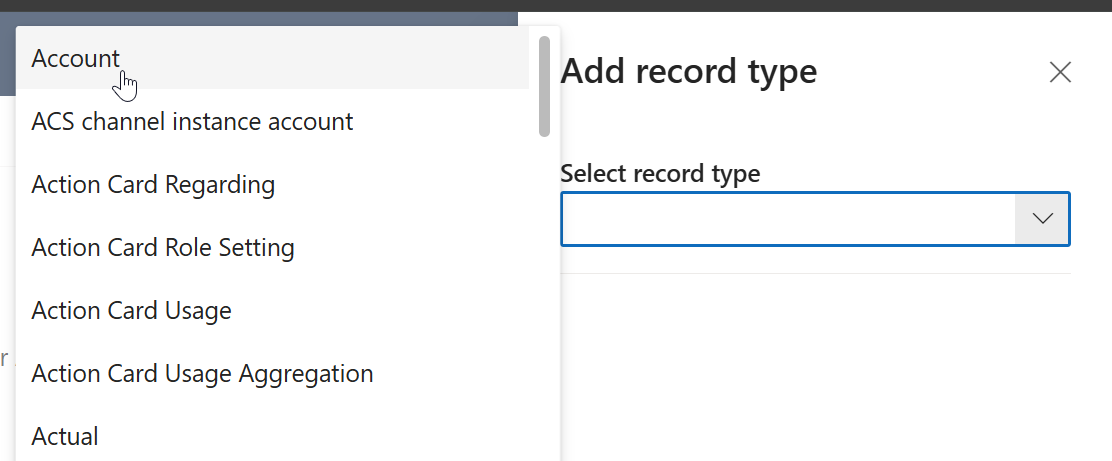 Account
ACS channel instance account
Action Card Regarding
Action Card Role Setting
Action Card Usage
Action Card Usage Aggregation
Actual
Add record type
Select record type
r